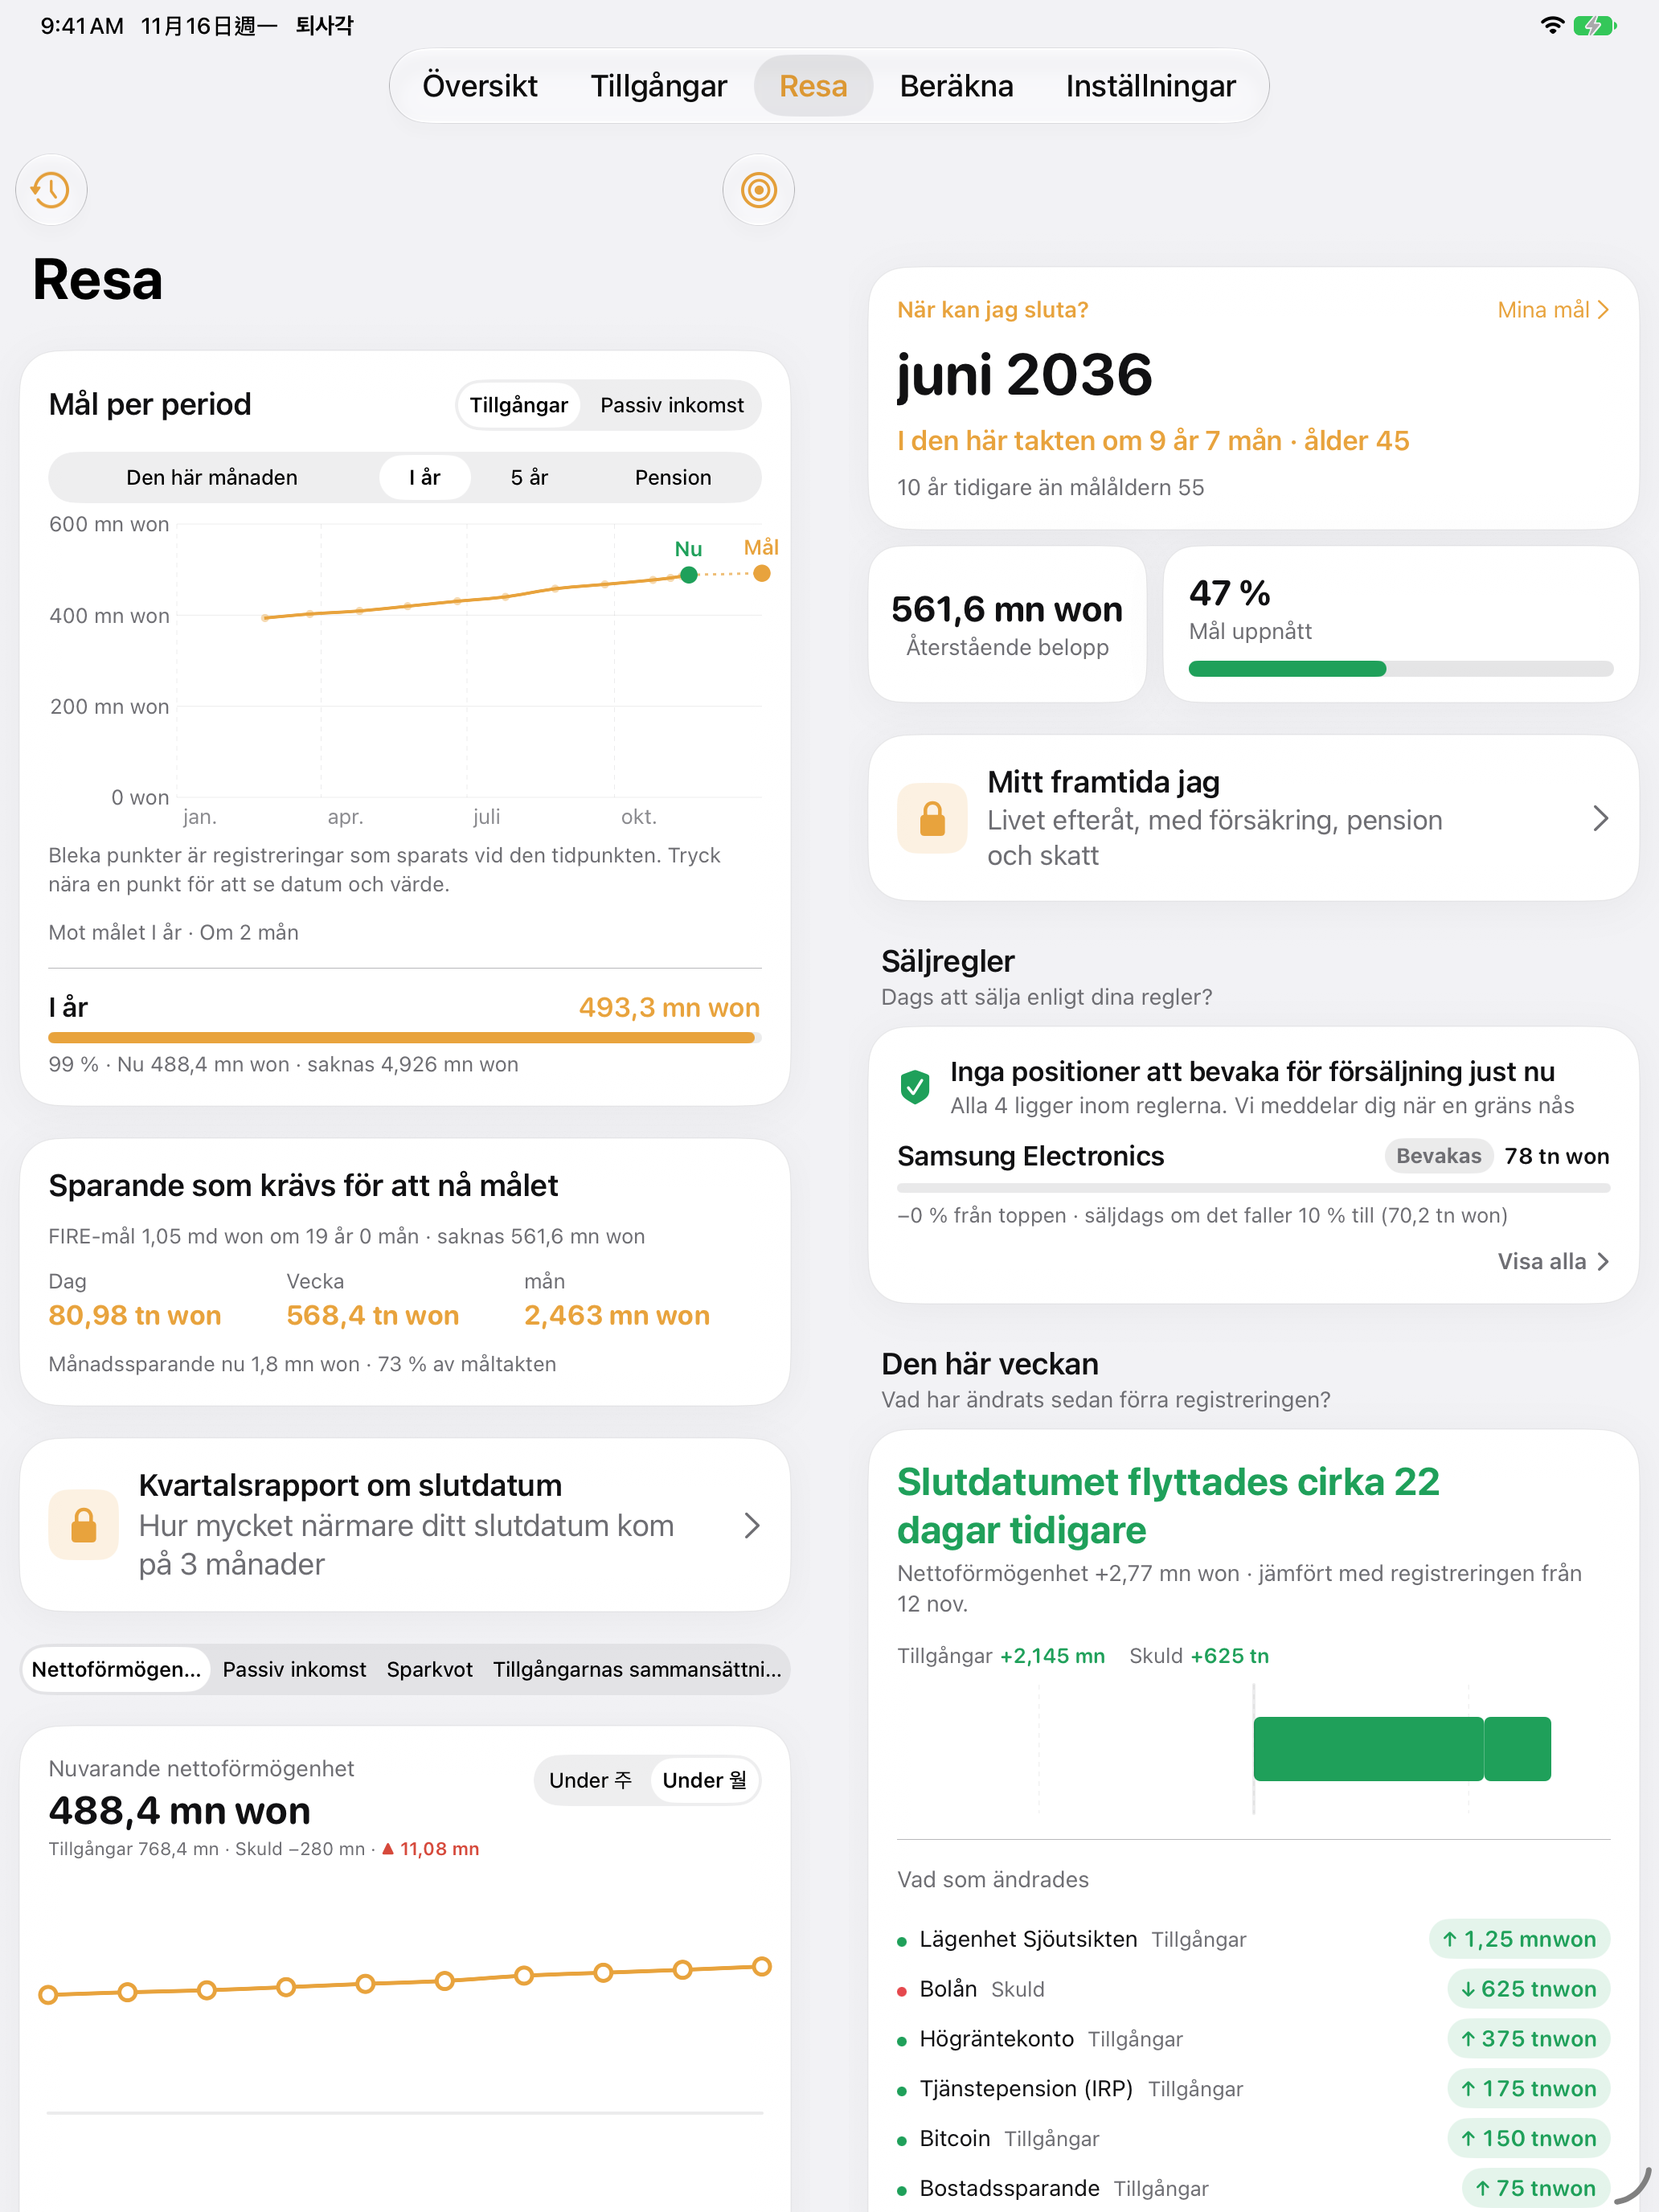 9:41 AM 11月16日週一 퇴사각
Översikt Tillgångar Resa Beräkna Inställningar
Resa
Mål per period
Tillgångar Passiv inkomst
Den här månaden I år 5 år Pension
600 mn won
400 mn won
200 mn won
0 won
Nu Mål
jan. apr. juli okt.
Bleka punkter är registreringar som sparats vid den tidpunkten. Tryck
nära en punkt för att se datum och värde.
Mot målet I år · Om 2 mån
I år 493,3 mn won
99 % · Nu 488,4 mn won · saknas 4,926 mn won
Sparande som krävs för att nå målet
FIRE-mål 1,05 md won om 19 år 0 mån · saknas 561,6 mn won
Dag Vecka mån
80,98 tn won 568,4 tn won 2,463 mn won
Månadssparande nu 1,8 mn won · 73 % av måltakten
Kvartalsrapport om slutdatum
Hur mycket närmare ditt slutdatum kom
på 3 månader
Nettoförmögen... Passiv inkomst Sparkvot Tillgångarnas sammansättni...
Nuvarande nettoförmögenhet
488,4 mn won
Under 주 Under 월
Tillgångar 768,4 mn · Skuld −280 mn · ▲ 11,08 mn
När kan jag sluta? Mina mål
juni 2036
I den här takten om 9 år 7 mån · ålder 45
10 år tidigare än målåldern 55
561,6 mn won
Återstående belopp
47 %
Mål uppnått
Mitt framtida jag
Livet efteråt, med försäkring, pension
och skatt
Säljregler
Dags att sälja enligt dina regler?
Inga positioner att bevaka för försäljning just nu
Alla 4 ligger inom reglerna. Vi meddelar dig när en gräns nås
Samsung Electronics Bevakas 78 tn won
−0 % från toppen · säljdags om det faller 10 % till (70,2 tn won)
Visa alla
Den här veckan
Vad har ändrats sedan förra registreringen?
Slutdatumet flyttades cirka 22
dagar tidigare
Nettoförmögenhet +2,77 mn won · jämfört med registreringen från
12 nov.
Tillgångar +2,145 mn Skuld +625 tn
Vad som ändrades
Lägenhet Sjöutsikten Tillgångar ↑ 1,25 mnwon
Bolån Skuld ↓ 625 tnwon
Högräntekonto Tillgångar ↑ 375 tnwon
Tjänstepension (IRP) Tillgångar ↑ 175 tnwon
Bitcoin Tillgångar ↑ 150 tnwon
Bostadssparande Tillgångar ↑ 75 tnwon